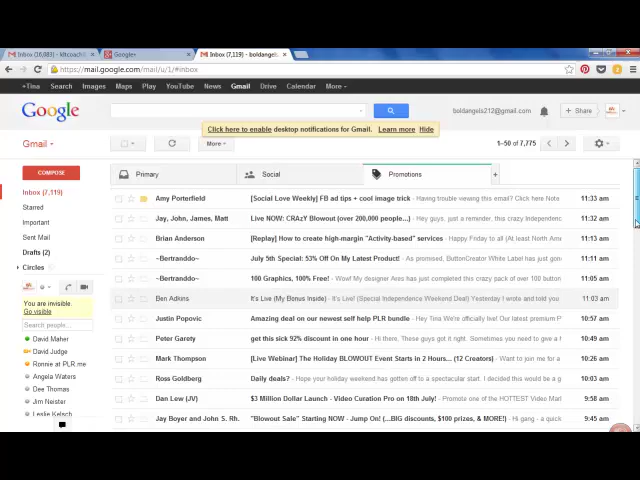 Inbox (10,083) - kitcoach
Google+
Inbox (7,119) - boldangels
https://mail.google.com/mail/u/1/#inbox
+Tina Search Images Maps Play YouTube News Gmail Drive Calendar More
Google
boldangels212@gmail.com + Share
Click here to enable desktop notifications for Gmail. Learn more Hide
Gmail More 1–50 of 7,775
COMPOSE Primary Social Promotions +
Inbox (7,119)
Starred
Important
Sent Mail
Drafts (2)
Circles
You are invisible.
Go visible
Search people...
David Maher
David Judge
Ronnie at PLR me
Angela Waters
Dee Thomas
Jim Neister
Leslie Kelsch
Amy Porterfield [Social Love Weekly] FB ad tips + cool image trick - Having trouble viewing this email? Click here Note 11:33 am
Jay, John, James, Matt Live NOW: CRAzY Blowout (over 200,000 people...) - Hey guys, just a reminder, this crazy Independenc 11:32 am
Brian Anderson [Replay] How to create high-margin "Activity-based" services - Happy Friday to all (At least North Am 11:13 am
~Bertranddo~ July 5th Special: 53% Off On My Latest Product! - As promised, ButtonCreator White Label has just gon 11:11 am
~Bertranddo~ 100 Graphics, 100% Free! - Wow! My designer Axes has just completed this crazy pack of over 100 11:05 am
Ben Adkins It's Live (My Bonus Inside) - It's Live! (Special Independence Weekend Deal) Yesterday I wrote and told you 11:03 am
Justin Popovic Amazing deal on our newest self help PLR bundle - Hey Tina We're officially live! Our latest premium P 10:57 am
Peter Garety get this sick 92% discount in one hour - Hi there, These guys got it right. Sometimes you need to give a h 10:35 am
Mark Thompson [Live Webinar] The Holiday BLOWOUT Event Starts in 2 Hours... (12 Creators) - Want to join me for a 10:26 am
Ross Goldberg Daily deals? - Hope your holiday weekend has gotten off to a spectacular start. I decided this would be a 10:03 am
Dan Lew (JV) $3 Million Dollar Launch - Video Curation Pro on 18th July! - Promote one of the HOTTEST Video Mark 9:58 am
Jay Boyer and John S. Rh. "Blowout Sale" Starting NOW - Jump On! (...BIG discounts, $100 prizes, & MORE!) - Hi gang - a quick 9:45 am